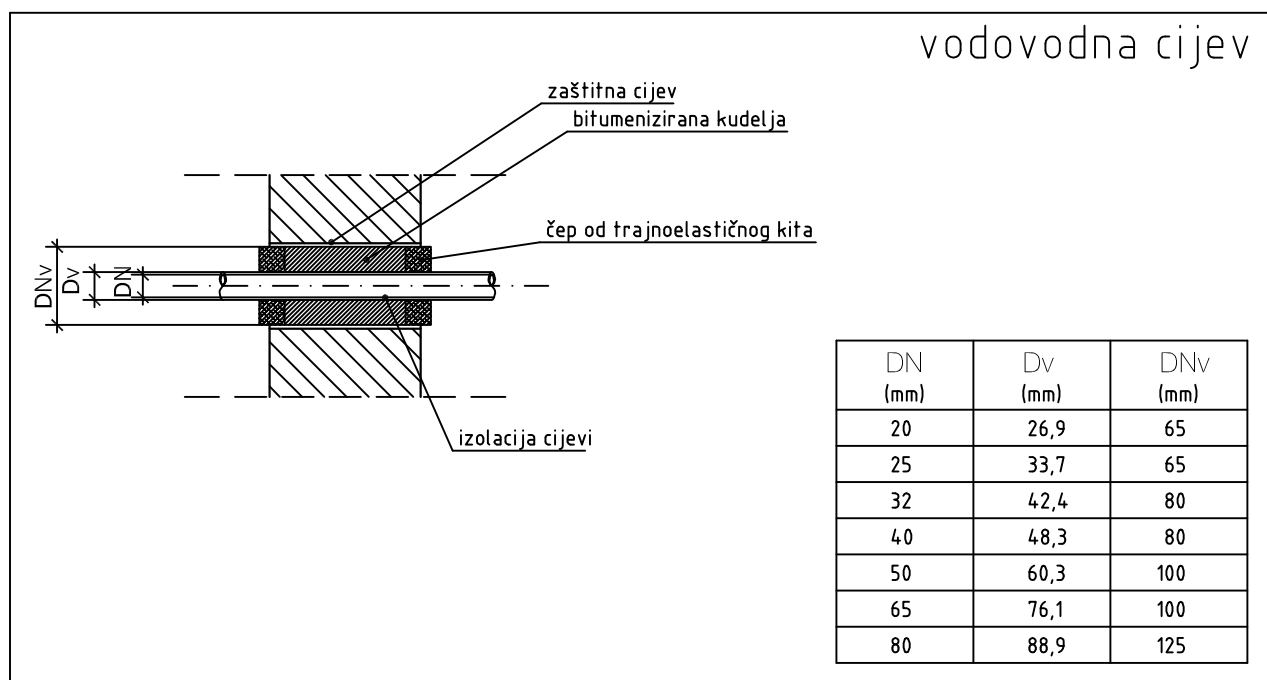 vodovodna cijev
zaštitna cijev
bitumenizirana kudelja
čep od trajnoelastičnog kita
DNv
Dv
DN
izolacija cijevi
DN Dv DNv
(mm) (mm) (mm)
20 26,9 65
25 33,7 65
32 42,4 80
40 48,3 80
50 60,3 100
65 76,1 100
80 88,9 125